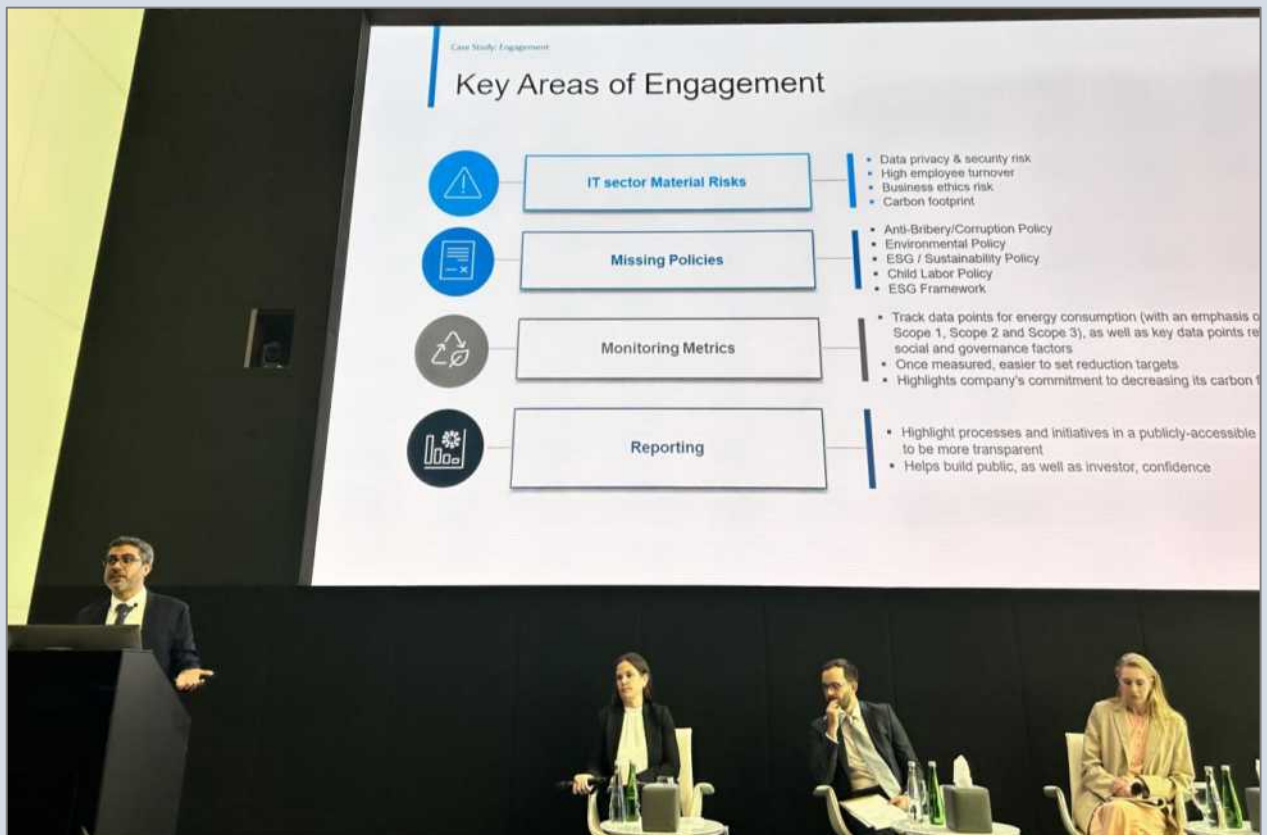 Case Study: Engagement
Key Areas of Engagement
IT sector Material Risks
• Data privacy & security risk
• High employee turnover
• Business ethics risk
• Carbon footprint
Missing Policies
• Anti-Bribery/Corruption Policy
• Environmental Policy
• ESG / Sustainability Policy
• Child Labor Policy
• ESG Framework
Monitoring Metrics
• Track data points for energy consumption (with an emphasis
Scope 1, Scope 2 and Scope 3), as well as key data points
social and governance factors
• Once measured, easier to set reduction targets
• Highlights company's commitment to decreasing its carbon
Reporting
• Highlight processes and initiatives in a publicly-accessible
to be more transparent
• Helps build public, as well as investor, confidence